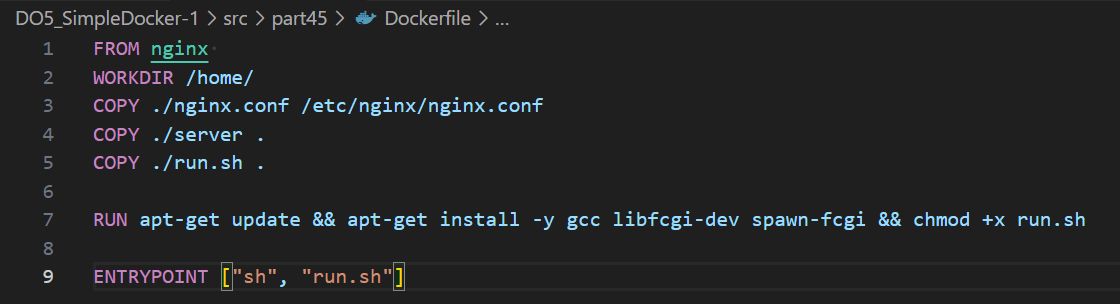 DO5_SimpleDocker-1 > src > part45 > Dockerfile > ...
1 FROM nginx
2 WORKDIR /home/
3 COPY ./nginx.conf /etc/nginx/nginx.conf
4 COPY ./server .
5 COPY ./run.sh .
6
7 RUN apt-get update && apt-get install -y gcc libfcgi-dev spawn-fcgi && chmod +x run.sh
8
9 ENTRYPOINT ["sh", "run.sh"]